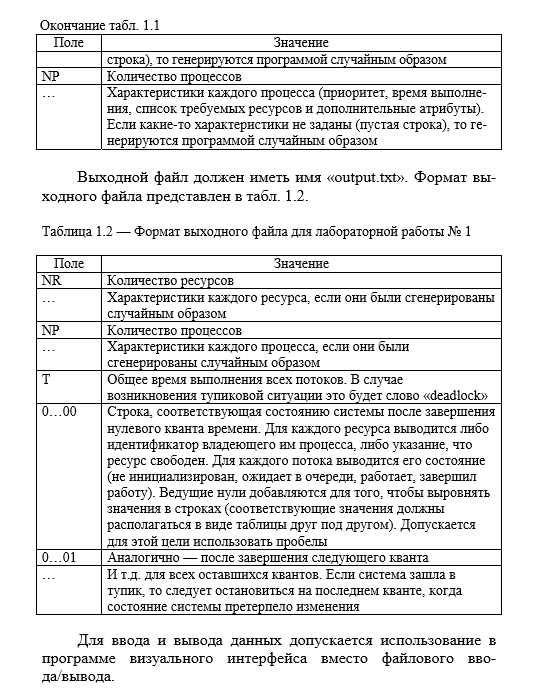 Окончание табл. 1.1
Поле Значение
строка), то генерируются программой случайным образом
NP Количество процессов
… Характеристики каждого процесса (приоритет, время выполне-
ния, список требуемых ресурсов и дополнительные атрибуты).
Если какие-то характеристики не заданы (пустая строка), то ге-
нерируются программой случайным образом
Выходной файл должен иметь имя «output.txt». Формат вы-
ходного файла представлен в табл. 1.2.
Таблица 1.2 — Формат выходного файла для лабораторной работы № 1
Поле Значение
NR Количество ресурсов
… Характеристики каждого ресурса, если они были сгенерированы
случайным образом
NP Количество процессов
… Характеристики каждого процесса, если они были
сгенерированы случайным образом
T Общее время выполнения всех потоков. В случае
возникновения тупиковой ситуации это будет слово «deadlock»
0…00 Строка, соответствующая состоянию системы после завершения
нулевого кванта времени. Для каждого ресурса выводится либо
идентификатор владеющего им процесса, либо указание, что
ресурс свободен. Для каждого потока выводится его состояние
(не инициализирован, ожидает в очереди, работает, завершил
работу). Ведущие нули добавляются для того, чтобы выровнять
значения в строках (соответствующие значения должны
располагаться в виде таблицы друг под другом). Допускается
для этой цели использовать пробелы
0…01 Аналогично — после завершения следующего кванта
… И т.д. для всех оставшихся квантов. Если система зашла в
тупик, то следует остановиться на последнем кванте, когда
состояние системы претерпело изменения
Для ввода и вывода данных допускается использование в
программе визуального интерфейса вместо файлового вво-
да/вывода.